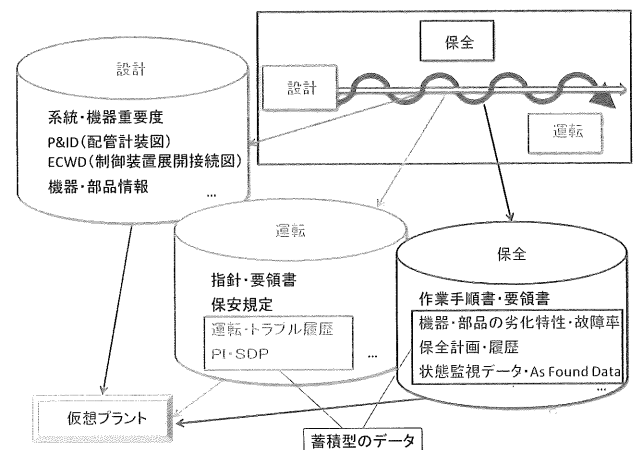 保全
設計
運転
設計
系統・機器重要度
P&ID(配管計装図)
ECWD(制御装置展開接続図)
機器・部品情報
...
運転
指針・要領書
保安規定
運転・トラブル履歴
PI・SDP
...
保全
作業手順書・要領書
機器・部品の劣化特性・故障率
保全計画・履歴
状態監視データ・As Found Data
...
仮想プラント
蓄積型のデータ